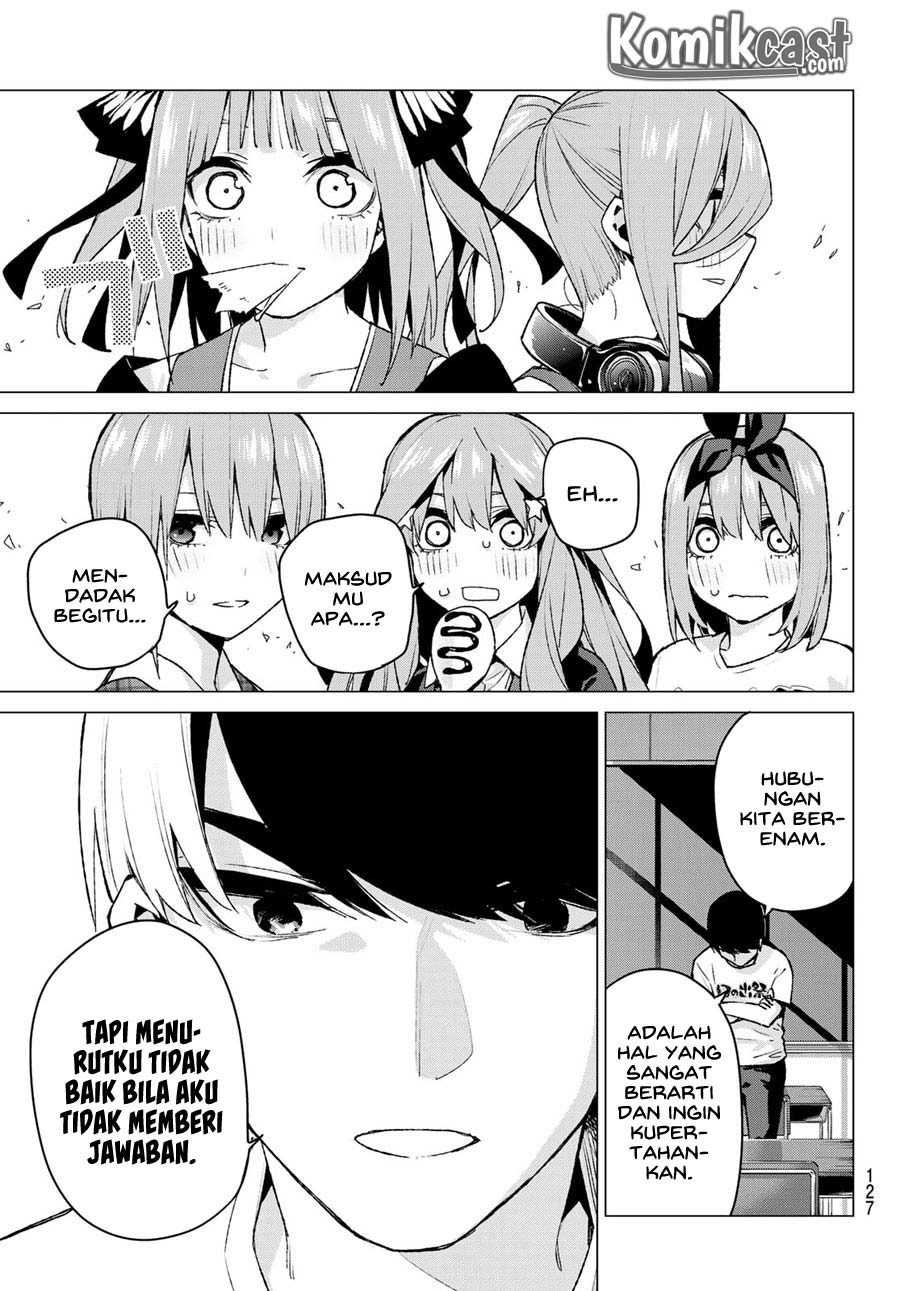 Komikcast
.com
グ"
EH...
MAKSUD
MU
APA...?
MEN-
DADAK
BEGITU...
HUBU-
NGAN
KITA BER-
ENAM.
ADALAH
HAL YANG
SANGAT
BERARTI
DAN INGIN
KUPER-
TAHAN-
KAN.
TAPI MENU-
RUTKU TIDAK
BAIK BILA AKU
TIDAK MEMBERI
JAWABAN.
127